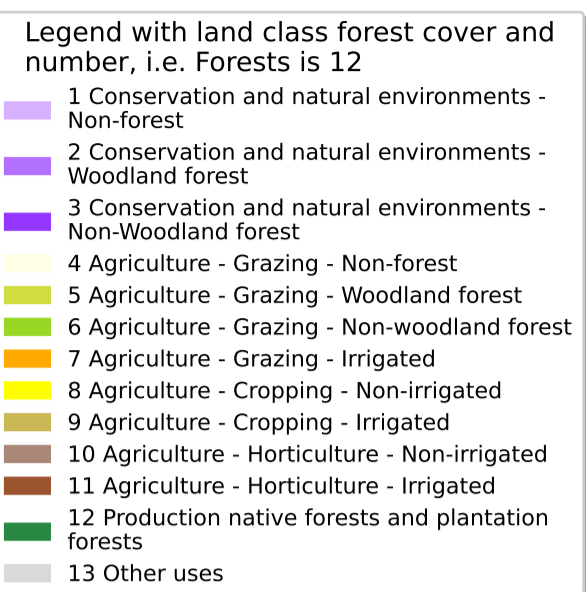 Legend with land class forest cover and
number, i.e. Forests is 12
1 Conservation and natural environments -
Non-forest
2 Conservation and natural environments -
Woodland forest
3 Conservation and natural environments -
Non-Woodland forest
4 Agriculture - Grazing - Non-forest
5 Agriculture - Grazing - Woodland forest
6 Agriculture - Grazing - Non-woodland forest
7 Agriculture - Grazing - Irrigated
8 Agriculture - Cropping - Non-irrigated
9 Agriculture - Cropping - Irrigated
10 Agriculture - Horticulture - Non-irrigated
11 Agriculture - Horticulture - Irrigated
12 Production native forests and plantation
forests
13 Other uses